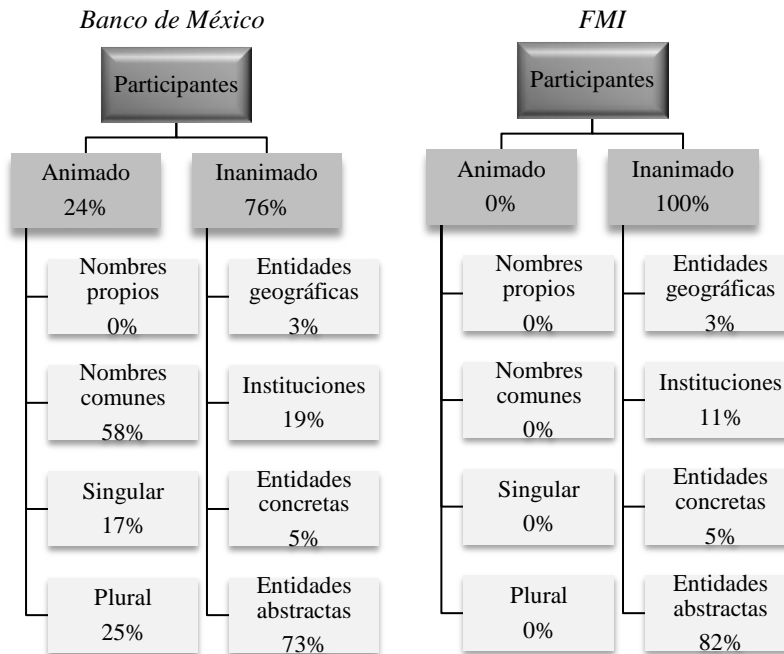 Banco de México
Participantes
Animado
24%
Inanimado
76%
Nombres
propios
0%
Nombres
comunes
58%
Singular
17%
Plural
25%
Entidades
geográficas
3%
Instituciones
19%
Entidades
concretas
5%
Entidades
abstractas
73%
FMI
Participantes
Animado
0%
Inanimado
100%
Nombres
propios
0%
Nombres
comunes
0%
Singular
0%
Plural
0%
Entidades
geográficas
3%
Instituciones
11%
Entidades
concretas
5%
Entidades
abstractas
82%